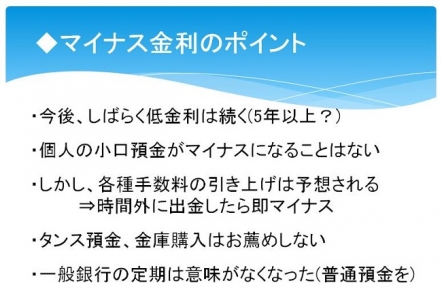 ◆マイナス金利のポイント
・今後、しばらく低金利は続く(5年以上？)
・個人の小口預金がマイナスになることはない
・しかし、各種手数料の引き上げは予想される
⇒時間外に出金したら即マイナス
・タンス預金、金庫購入はお薦めしない
・一般銀行の定期は意味がなくなった(普通預金を)